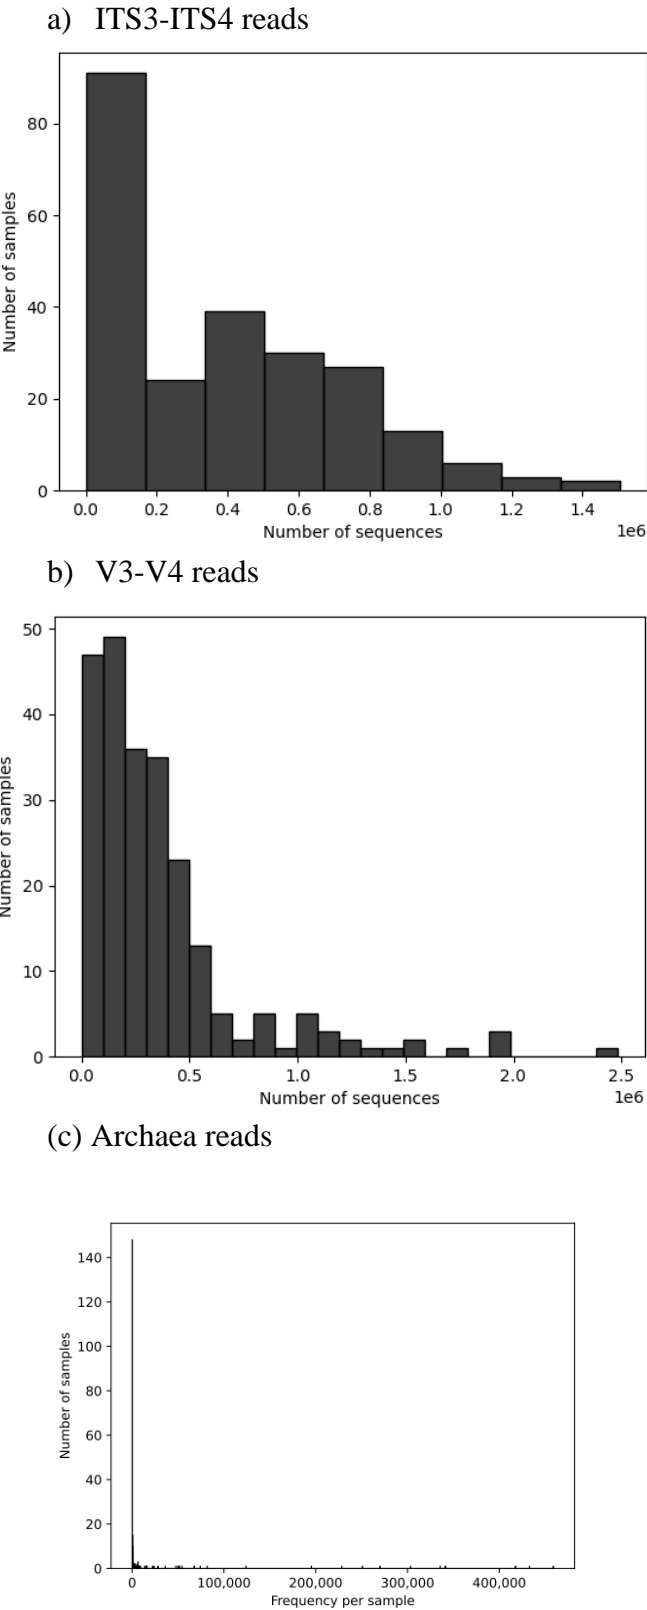 a) ITS3-ITS4 reads
80
60
40
20
0
Number of samples
0.0 0.2 0.4 0.6 0.8 1.0 1.2 1.4
Number of sequences
1e6
b) V3-V4 reads
50
40
30
20
10
0
Number of samples
0.0 0.5 1.0 1.5 2.0 2.5
Number of sequences
1e6
(c) Archaea reads
140
120
100
80
60
40
20
0
Number of samples
0 100,000 200,000 300,000 400,000
Frequency per sample